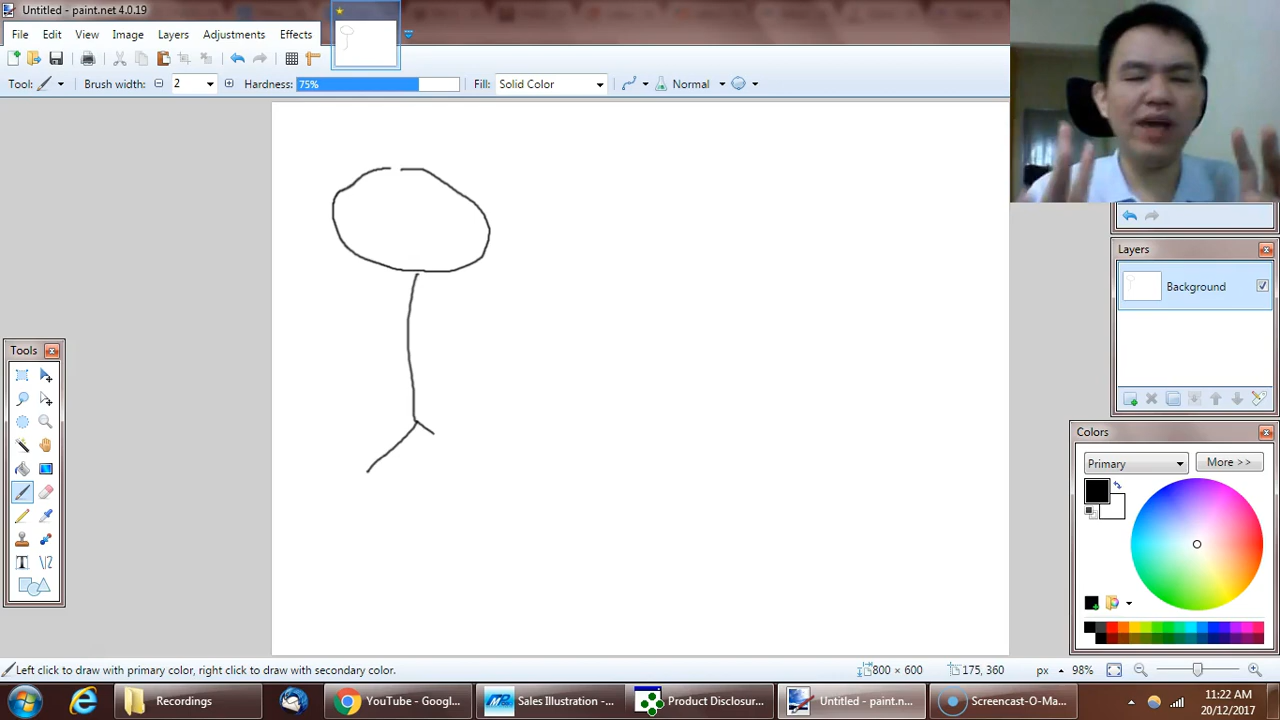 Untitled - paint.net 4.0.19
File Edit View Image Layers Adjustments Effects
Tool: Brush width: 2 Hardness: 75% Fill: Solid Color Normal
Layers
Background
Tools
Colors
Primary More >>
Left click to draw with primary color, right click to draw with secondary color. 800 × 600 175, 360 px 98%
Recordings YouTube - Googl... Sales Illustration -... Product Disclosur... Untitled - paint.n... Screencast-O-Ma...
11:22 AM
20/12/2017